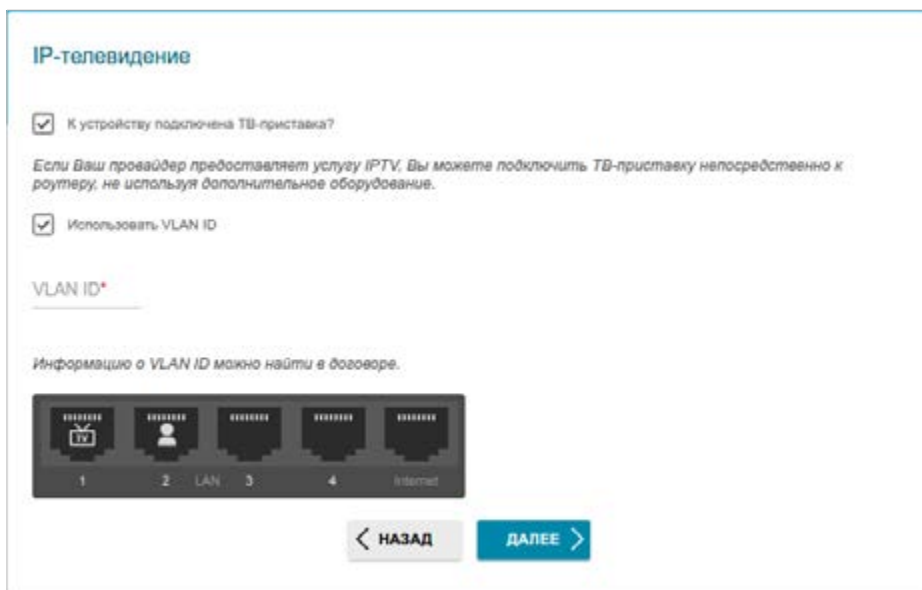 IP-телевидение
К устройству подключена ТВ-приставка?
Если Ваш провайдер предоставляет услугу IPTV, Вы можете подключить ТВ-приставку непосредственно к
роутеру, не используя дополнительное оборудование.
Использовать VLAN ID
VLAN ID*
Информацию о VLAN ID можно найти в договоре.
TV
1 2 LAN 3 4 Internet
НАЗАД ДАЛЕЕ